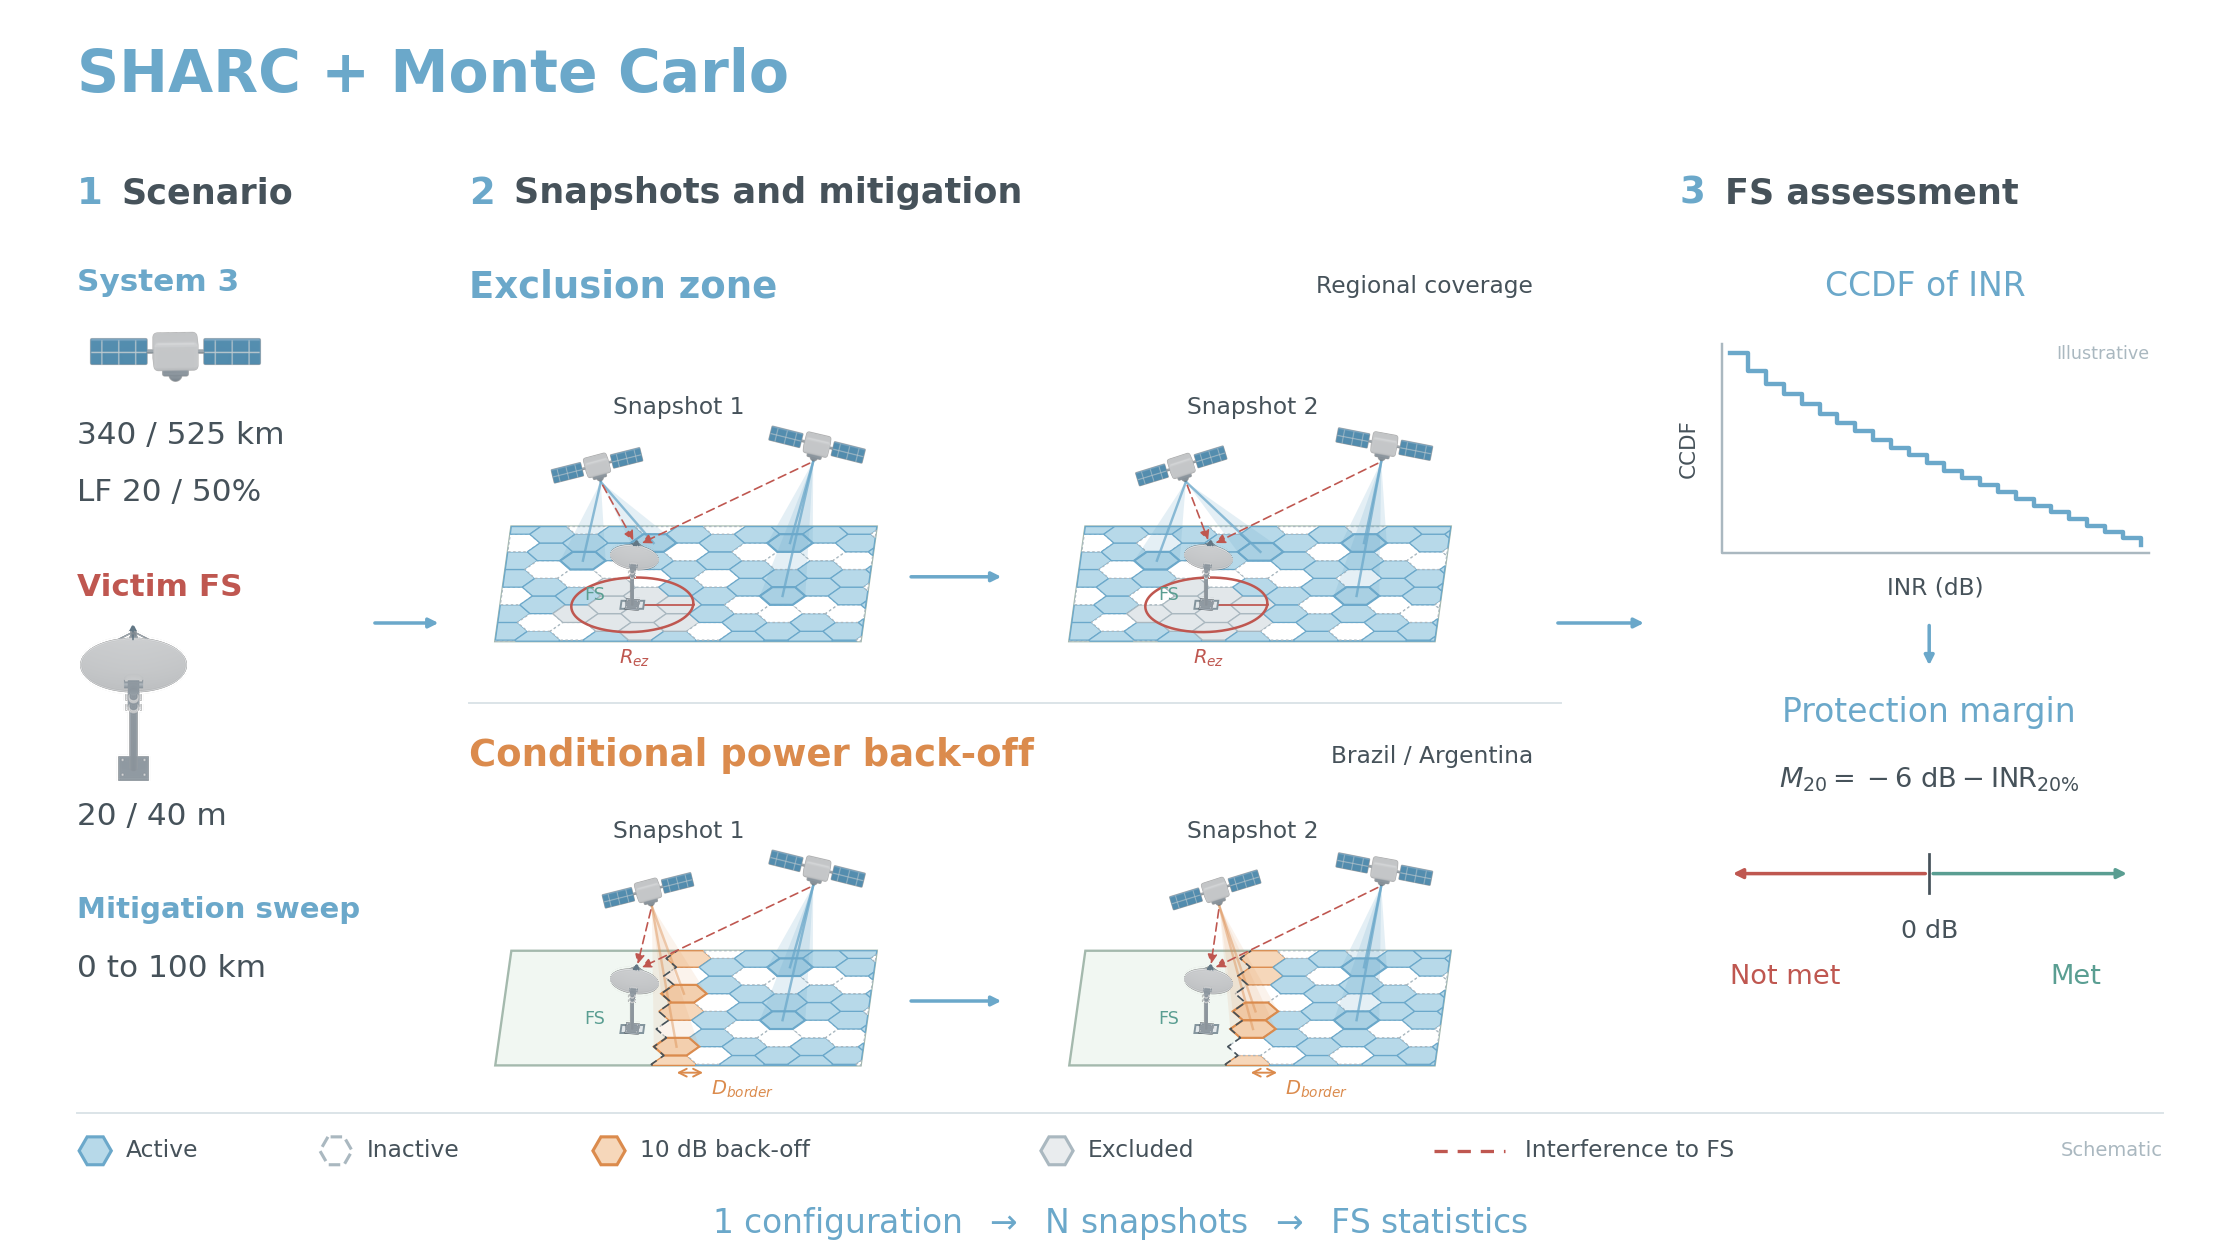 SHARC + Monte Carlo
1 Scenario
System 3
340 / 525 km
LF 20 / 50%
Victim FS
20 / 40 m
Mitigation sweep
0 to 100 km
2 Snapshots and mitigation
Exclusion zone
Regional coverage
Snapshot 1
FS
R_ez
Snapshot 2
FS
R_ez
Conditional power back-off
Brazil / Argentina
Snapshot 1
FS
D_border
Snapshot 2
FS
D_border
3 FS assessment
CCDF of INR
Illustrative
CCDF
INR (dB)
Protection margin
M_20 = −6 dB − INR_20%
0 dB
Not met
Met
Active
Inactive
10 dB back-off
Excluded
Interference to FS
Schematic
1 configuration → N snapshots → FS statistics